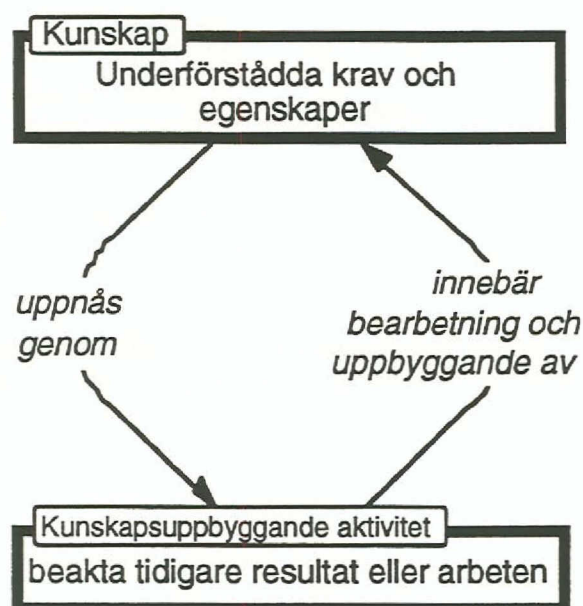 Kunskap
Underförstådda krav och
egenskaper
uppnås
genom
innebär
bearbetning och
uppbyggande av
Kunskapsuppbyggande aktivitet
beakta tidigare resultat eller arbeten